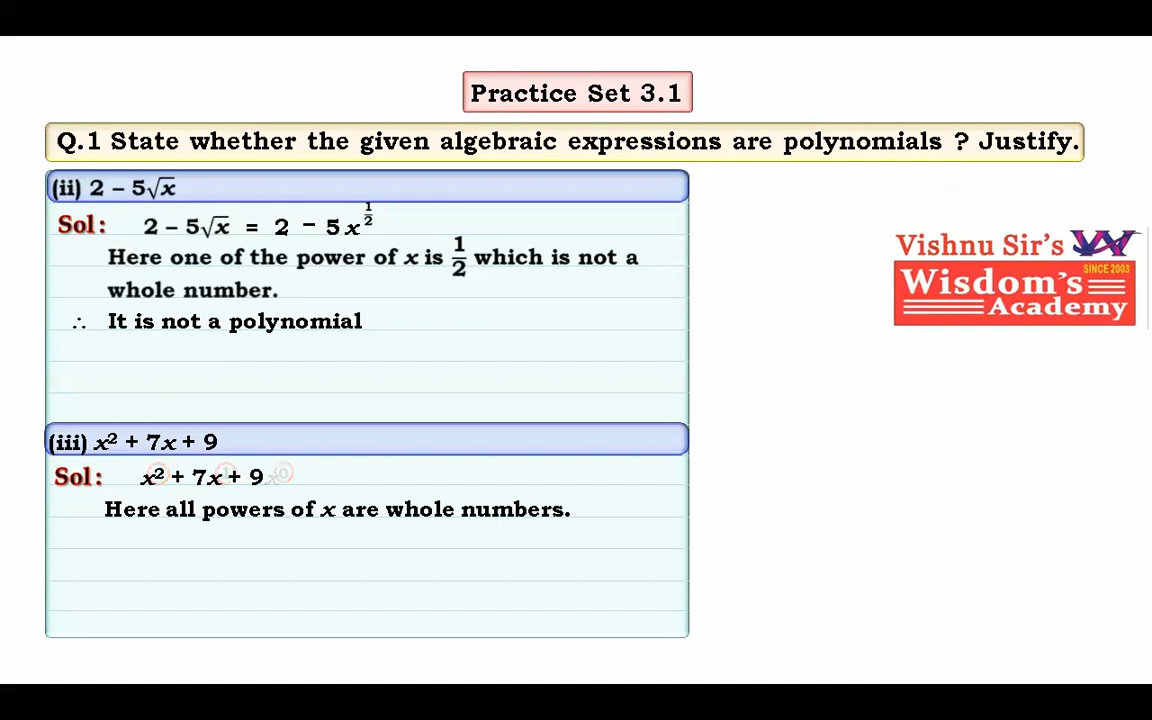 Practice Set 3.1
Q.1 State whether the given algebraic expressions are polynomials ? Justify.
(ii) 2 – 5√x
Sol: 2 – 5√x = 2 – 5x^(1/2)
Here one of the power of x is 1/2 which is not a
whole number.
∴ It is not a polynomial
(iii) x² + 7x + 9
Sol: x² + 7x¹ + 9x⁰
Here all powers of x are whole numbers.
Vishnu Sir's
SINCE 2003
Wisdom's
Academy